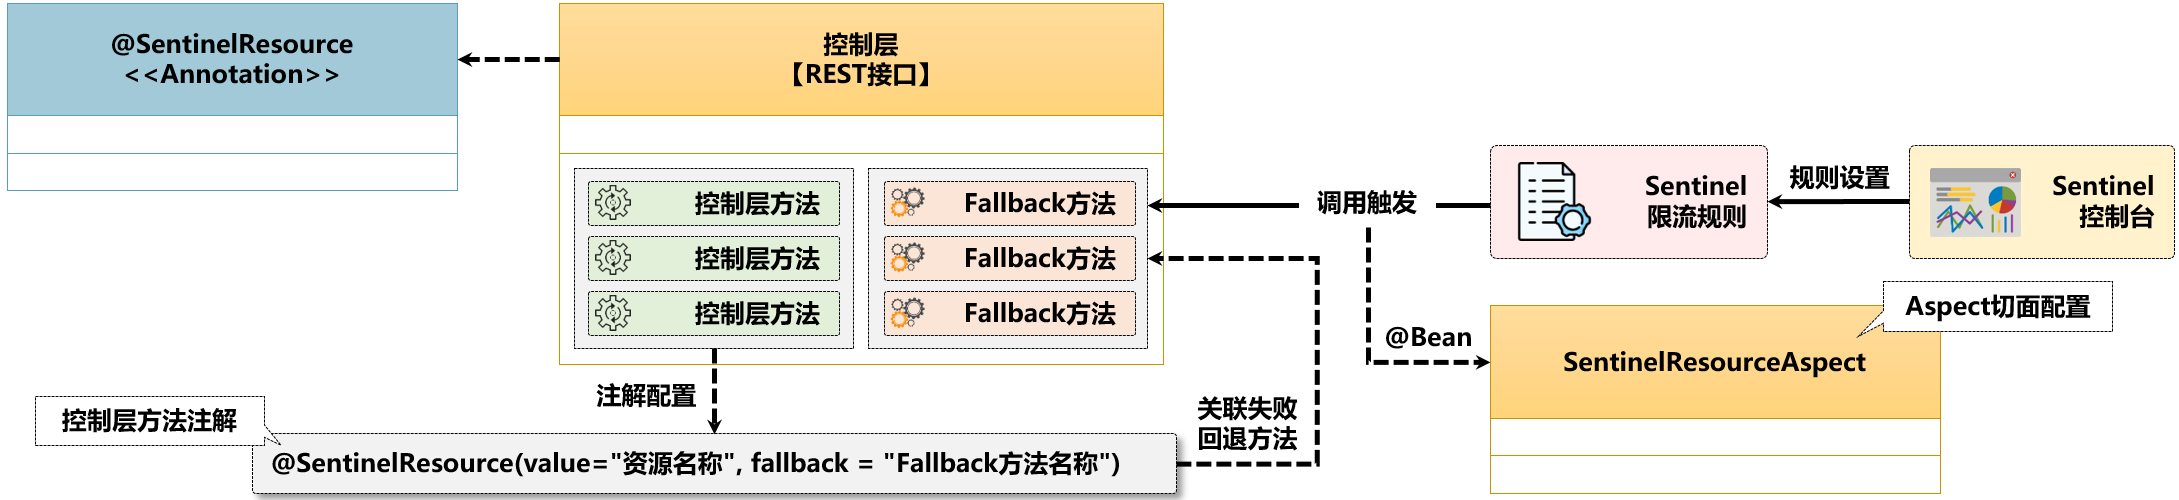 @SentinelResource
<<Annotation>>
控制层
【REST接口】
控制层方法
控制层方法
控制层方法
Fallback方法
Fallback方法
Fallback方法
调用触发
Sentinel
限流规则
规则设置
Sentinel
控制台
Aspect切面配置
@Bean
SentinelResourceAspect
注解配置
控制层方法注解
关联失败
回退方法
@SentinelResource(value="资源名称", fallback = "Fallback方法名称")